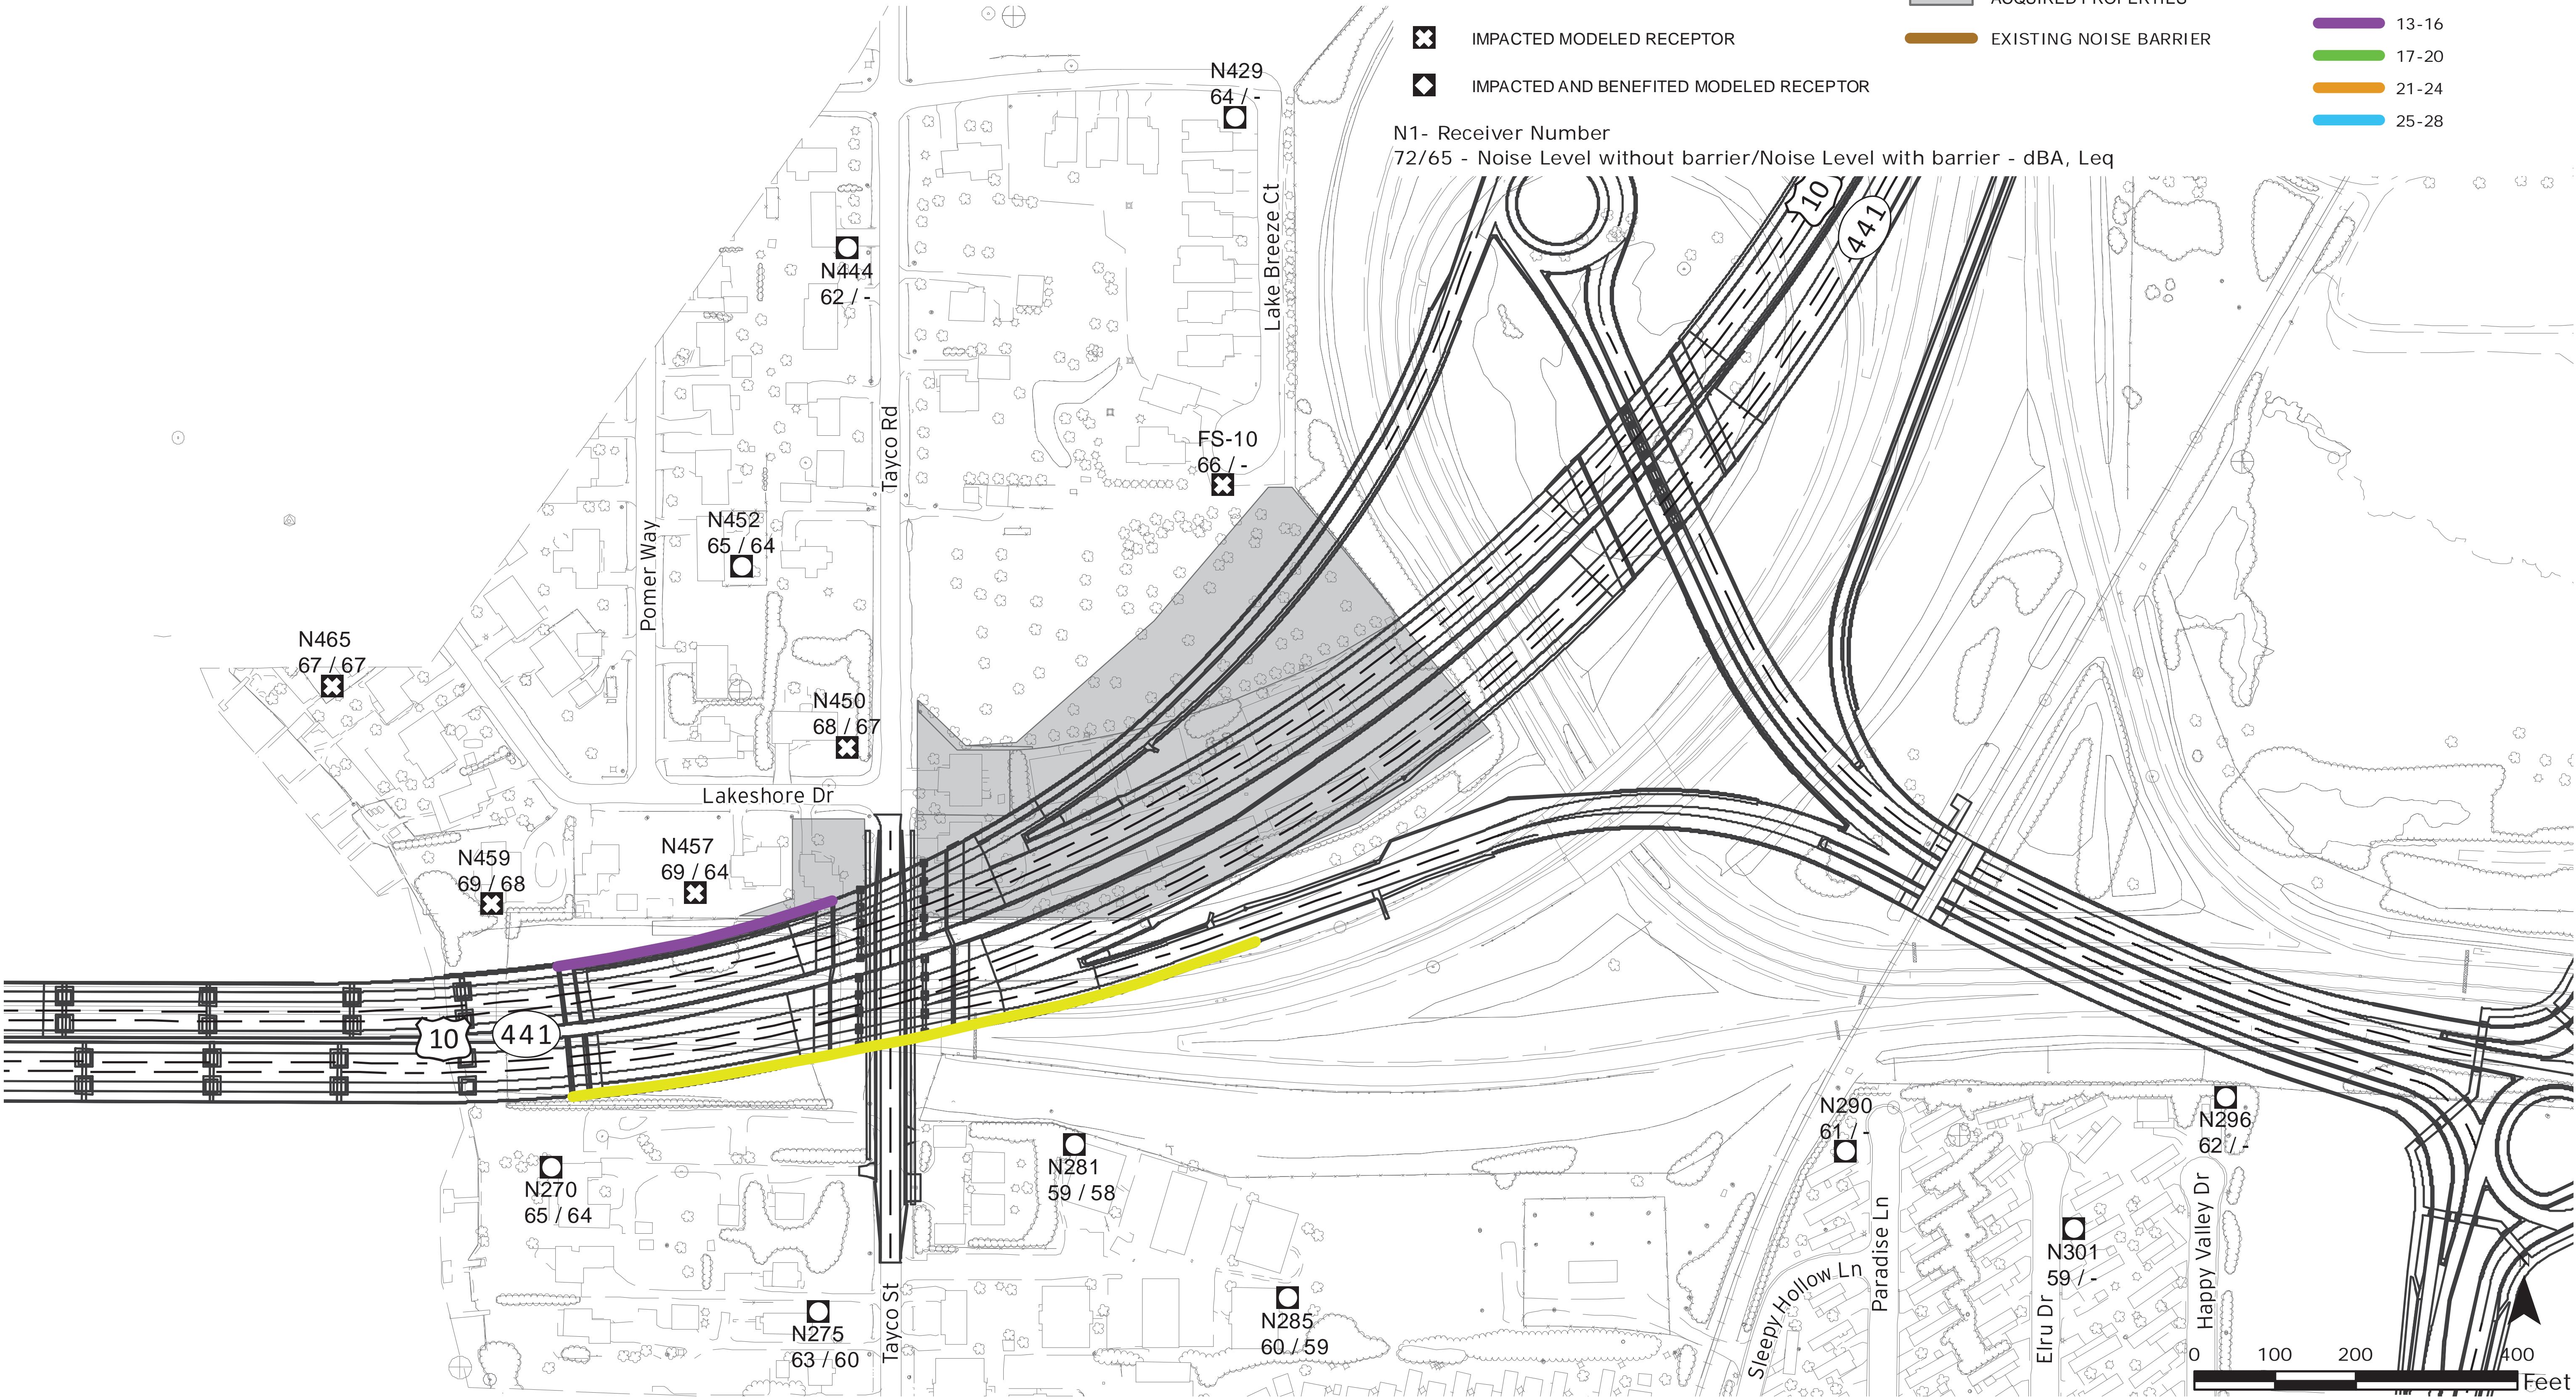 ACQUIRED PROPERTIES
IMPACTED MODELED RECEPTOR
EXISTING NOISE BARRIER
IMPACTED AND BENEFITED MODELED RECEPTOR
13-16
17-20
21-24
25-28
N1- Receiver Number
72/65 - Noise Level without barrier/Noise Level with barrier - dBA, Leq
N429
64 / -
Lake Breeze Ct
10
441
N444
62 / -
Tayco Rd
FS-10
66 / -
N452
65 / 64
Pomer Way
N465
67 / 67
N450
68 / 67
Lakeshore Dr
N457
69 / 64
N459
69 / 68
10
441
N270
65 / 64
N281
59 / 58
N290
61 / -
N296
62 / -
N275
63 / 60
Tayco St
N285
60 / 59
Sleepy Hollow Ln
Paradise Ln
N301
59 / -
Elru Dr
Happy Valley Dr
0 100 200 400
Feet